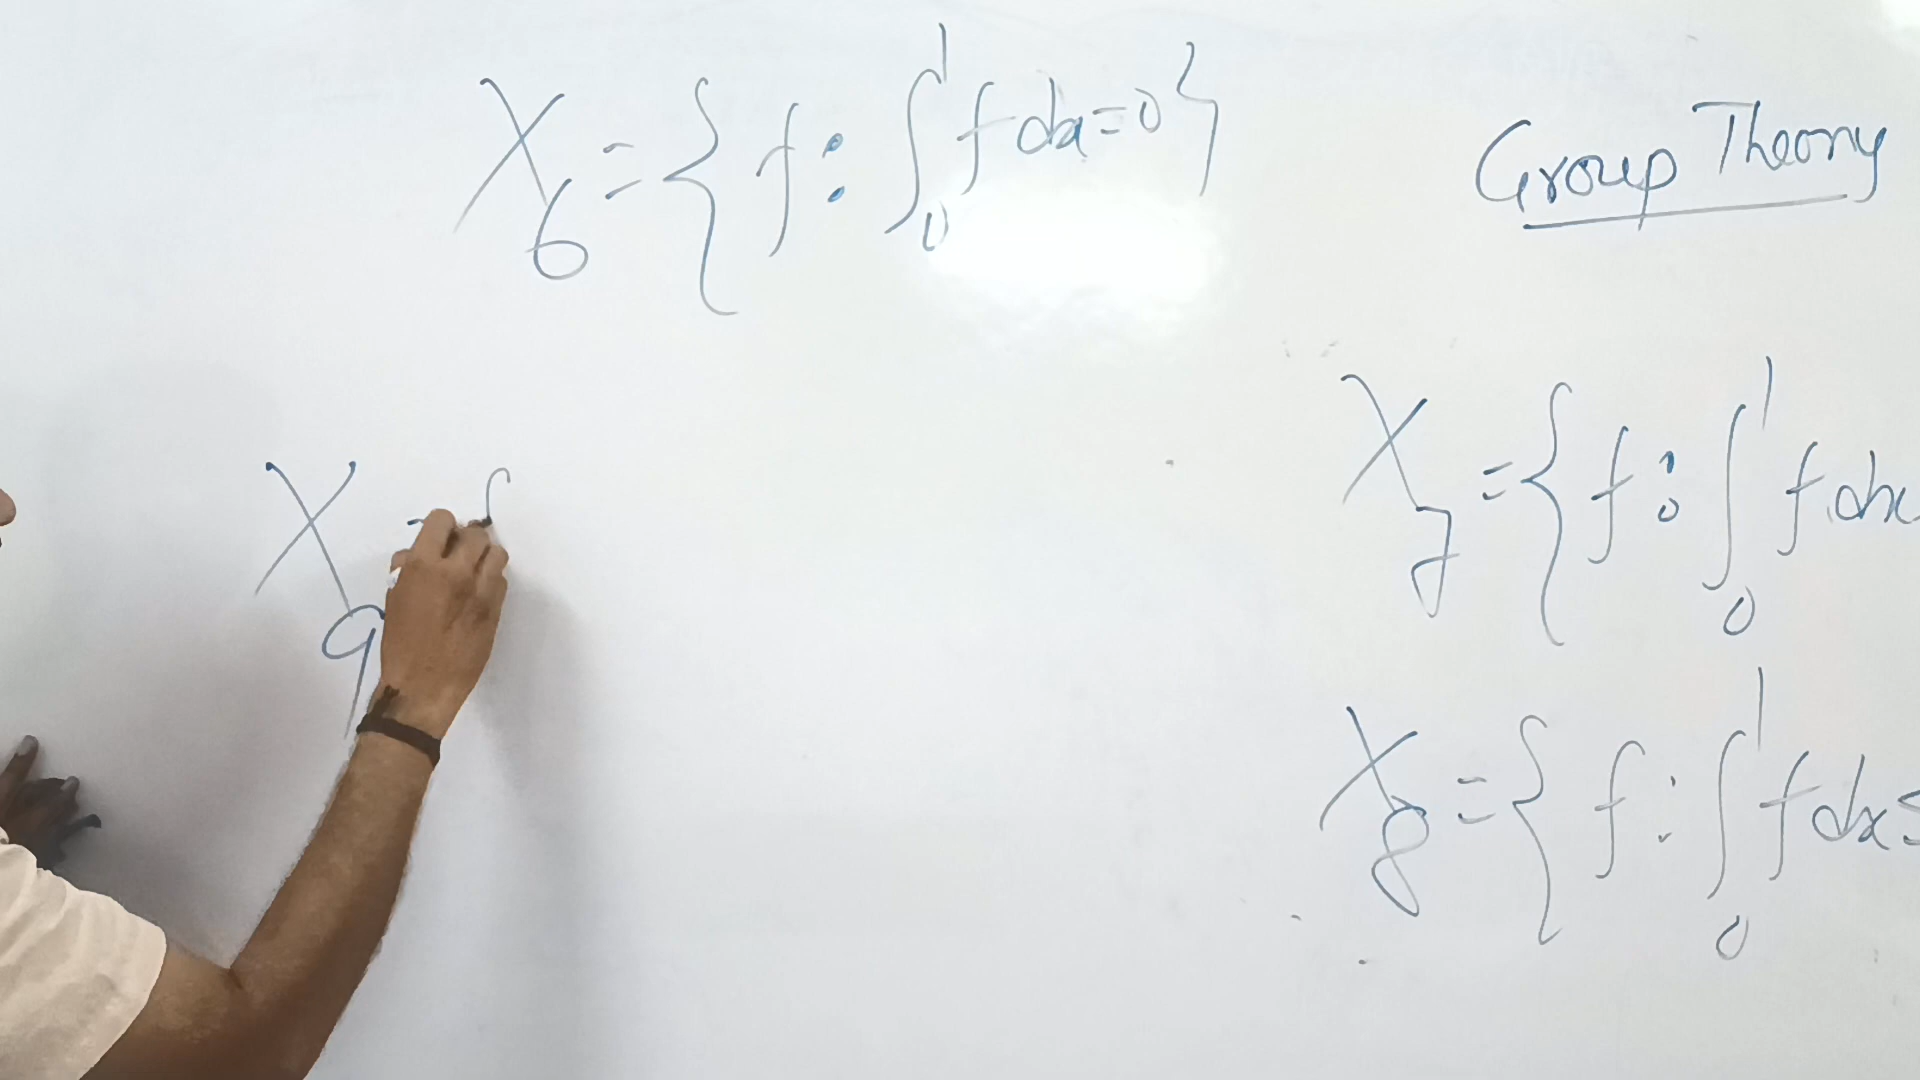 X₆ = { f : ∫₀¹ f dx = 0 }
Group Theory
X₇ = { f : ∫₀¹ f dx
X₈ = { f : ∫₀¹ f dx ≤
X₉ = {